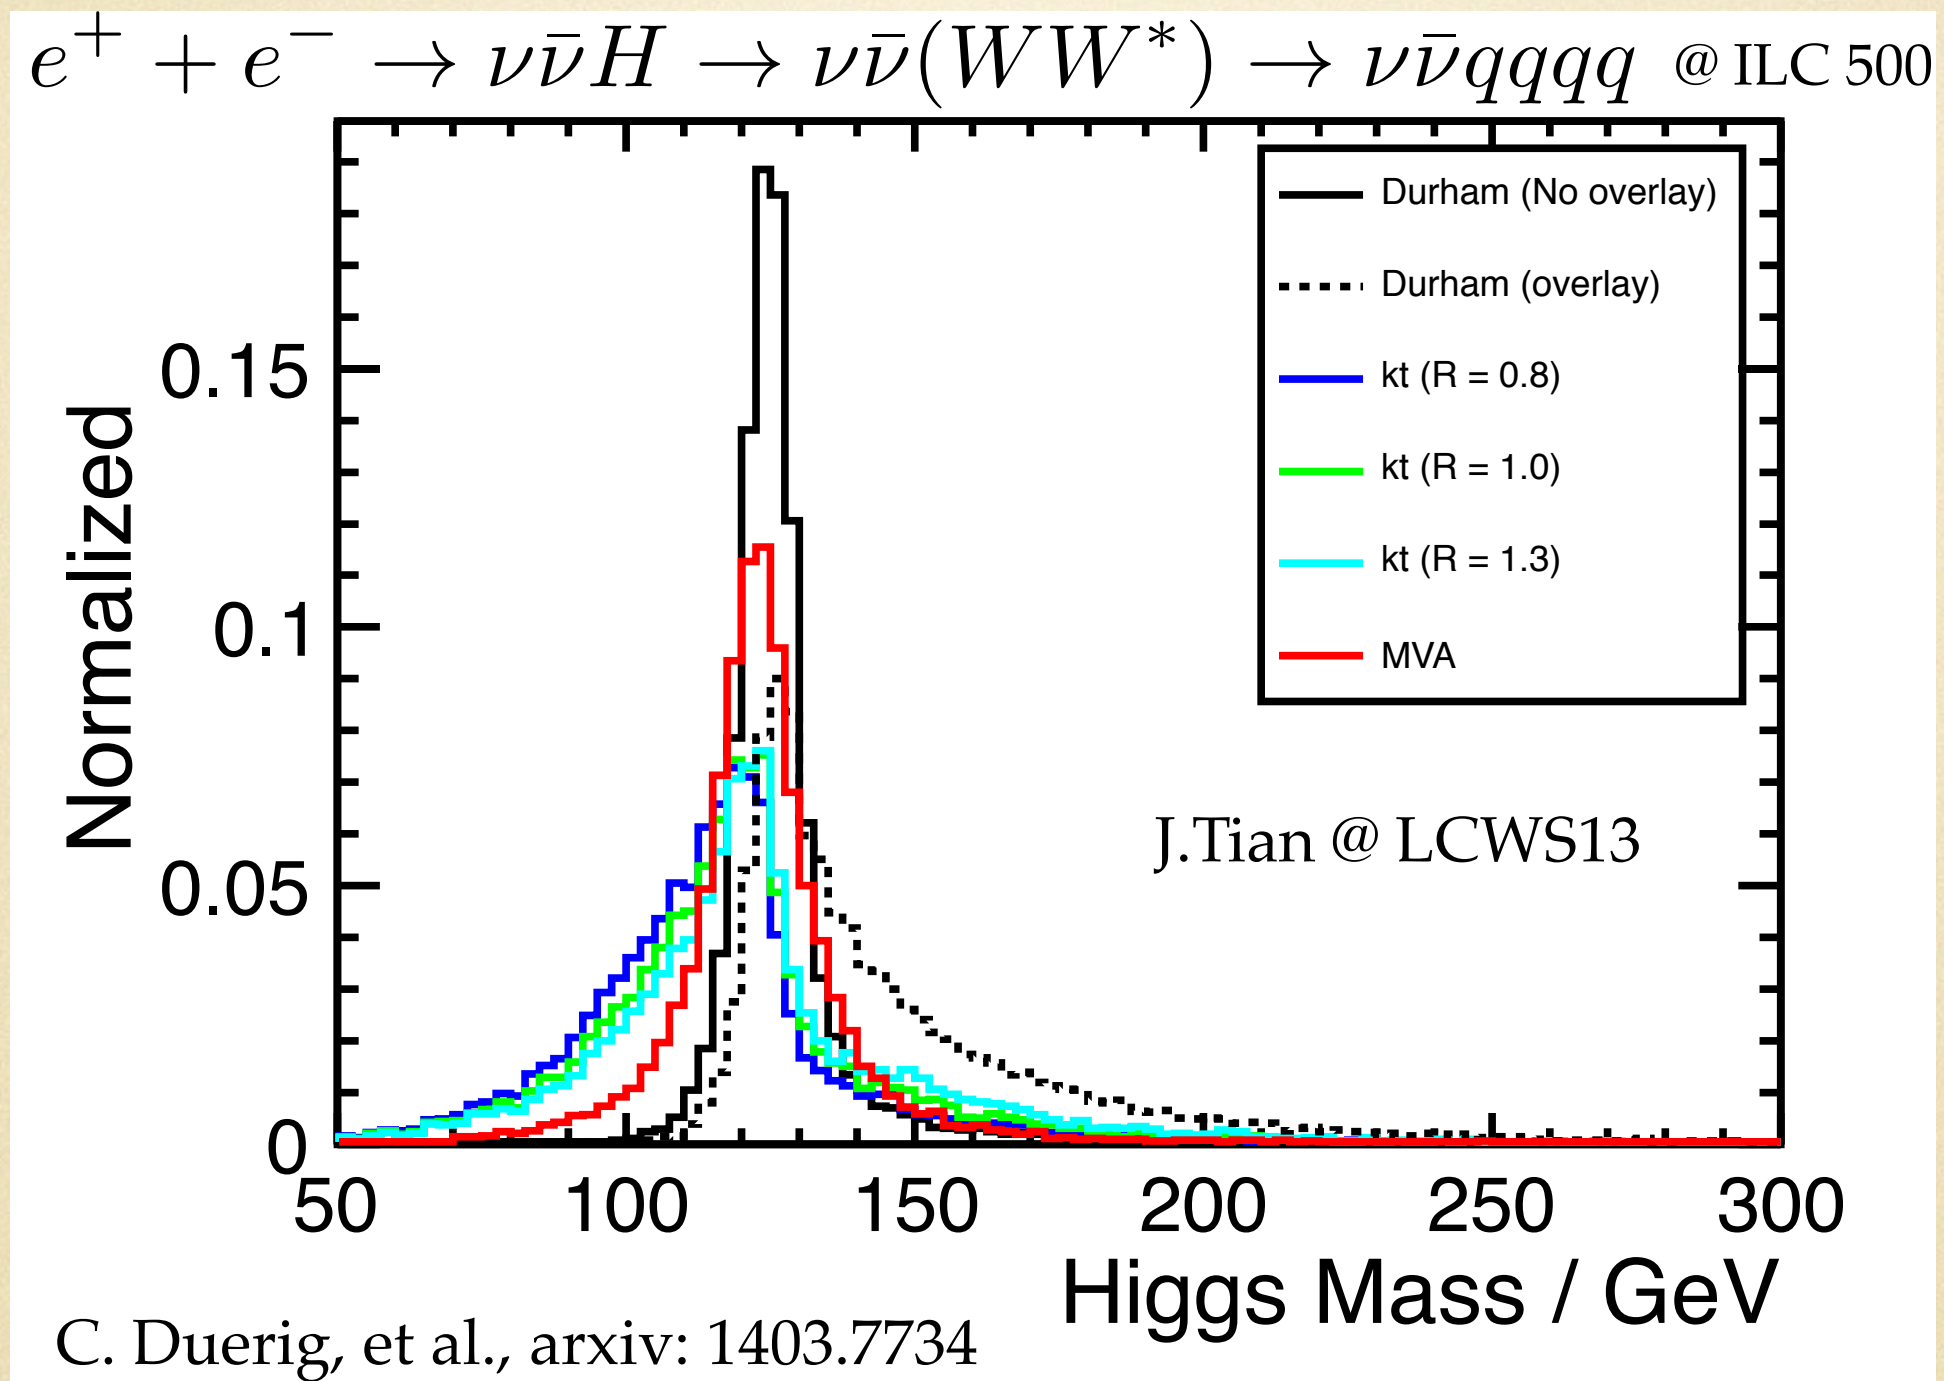 e⁺ + e⁻ → νν̄H → νν̄(WW*) → νν̄qqqq @ ILC 500
Durham (No overlay)
Durham (overlay)
kt (R = 0.8)
kt (R = 1.0)
kt (R = 1.3)
MVA
J.Tian @ LCWS13
Normalized
0.15
0.1
0.05
0
50 100 150 200 250 300
Higgs Mass / GeV
C. Duerig, et al., arxiv: 1403.7734